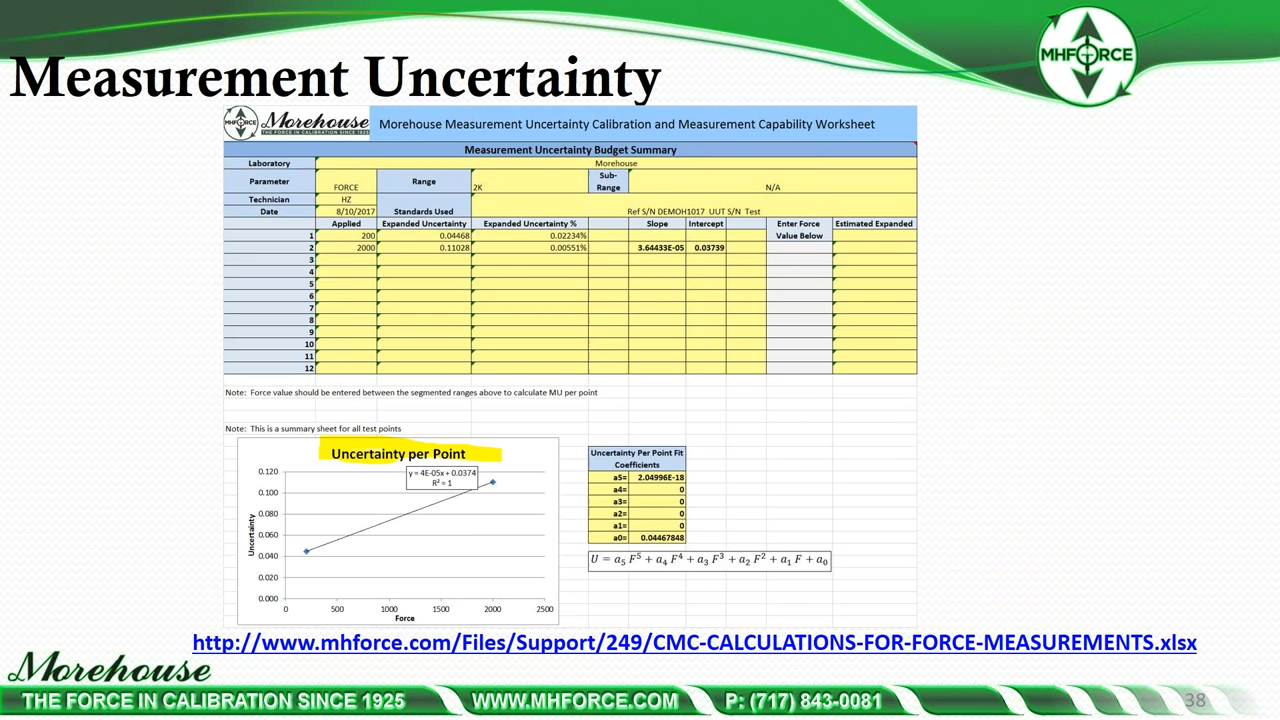 MHFORCE
Measurement Uncertainty
MHFORCE Morehouse
THE FORCE IN CALIBRATION SINCE 1925
Morehouse Measurement Uncertainty Calibration and Measurement Capability Worksheet
Measurement Uncertainty Budget Summary
Laboratory Morehouse
Parameter FORCE Range 2K Sub-Range N/A
Technician HZ
Date 8/10/2017 Standards Used Ref S/N DEMOH1017 UUT S/N Test
Applied Expanded Uncertainty Expanded Uncertainty % Slope Intercept Enter Force Value Below Estimated Expanded
1 200 0.04468 0.02234%
2 2000 0.11028 0.00551% 3.64433E-05 0.03739
3
4
5
6
7
8
9
10
11
12
Note: Force value should be entered between the segmented ranges above to calculate MU per point
Note: This is a summary sheet for all test points
Uncertainty per Point
y = 4E-05x + 0.0374
R² = 1
0.120
0.100
0.080
0.060
0.040
0.020
0.000
Uncertainty
0 500 1000 1500 2000 2500
Force
Uncertainty Per Point Fit
Coefficients
a5= 2.04996E-18
a4= 0
a3= 0
a2= 0
a1= 0
a0= 0.04467848
U = a₅ F⁵ + a₄ F⁴ + a₃ F³ + a₂ F² + a₁ F + a₀
http://www.mhforce.com/Files/Support/249/CMC-CALCULATIONS-FOR-FORCE-MEASUREMENTS.xlsx
Morehouse
THE FORCE IN CALIBRATION SINCE 1925 WWW.MHFORCE.COM P: (717) 843-0081 38